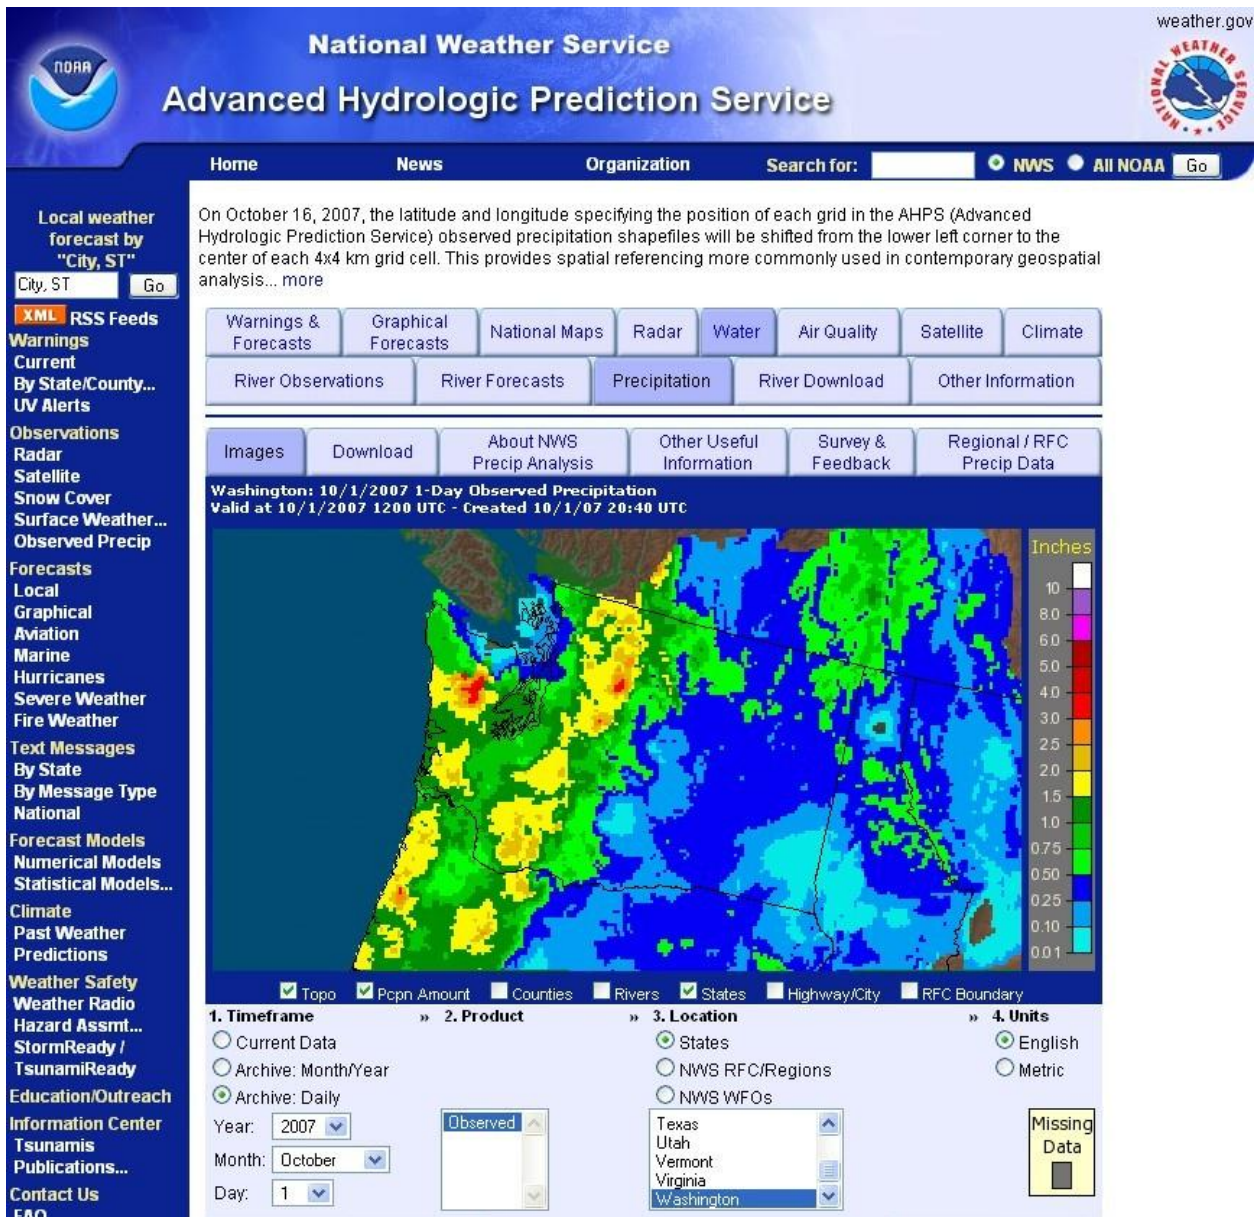 weather.gov
NOAA
NATIONAL WEATHER SERVICE
National Weather Service
Advanced Hydrologic Prediction Service
Home News Organization Search for: NWS All NOAA Go
Local weather
forecast by
"City, ST"
City, ST Go
XML RSS Feeds
Warnings
Current
By State/County...
UV Alerts
Observations
Radar
Satellite
Snow Cover
Surface Weather...
Observed Precip
Forecasts
Local
Graphical
Aviation
Marine
Hurricanes
Severe Weather
Fire Weather
Text Messages
By State
By Message Type
National
Forecast Models
Numerical Models
Statistical Models...
Climate
Past Weather
Predictions
Weather Safety
Weather Radio
Hazard Assmt...
StormReady /
TsunamiReady
Education/Outreach
Information Center
Tsunamis
Publications...
Contact Us
FAQ
On October 16, 2007, the latitude and longitude specifying the position of each grid in the AHPS (Advanced
Hydrologic Prediction Service) observed precipitation shapefiles will be shifted from the lower left corner to the
center of each 4x4 km grid cell. This provides spatial referencing more commonly used in contemporary geospatial
analysis... more
Warnings &
Forecasts
Graphical
Forecasts
National Maps
Radar
Water
Air Quality
Satellite
Climate
River Observations
River Forecasts
Precipitation
River Download
Other Information
Images
Download
About NWS
Precip Analysis
Other Useful
Information
Survey &
Feedback
Regional / RFC
Precip Data
Washington: 10/1/2007 1-Day Observed Precipitation
Valid at 10/1/2007 1200 UTC - Created 10/1/07 20:40 UTC
Inches
10
8.0
6.0
5.0
4.0
3.0
2.5
2.0
1.5
1.0
0.75
0.50
0.25
0.10
0.01
Topo Pcpn Amount Counties Rivers States Highway/City RFC Boundary
1. Timeframe » 2. Product » 3. Location » 4. Units
Current Data
Archive: Month/Year
Archive: Daily
Year: 2007
Month: October
Day: 1
Observed
States
NWS RFC/Regions
NWS WFOs
Texas
Utah
Vermont
Virginia
Washington
English
Metric
Missing
Data